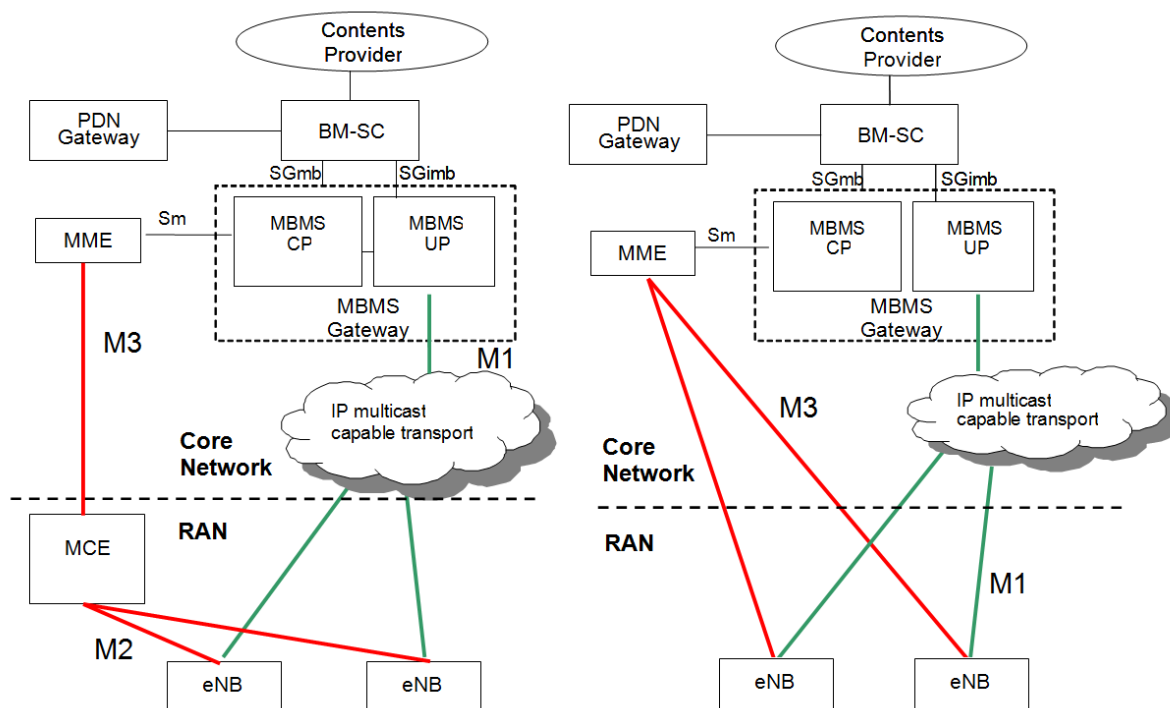 Contents
Provider
PDN
Gateway
BM-SC
SGmb
SGimb
Sm
MME
MBMS
CP
MBMS
UP
MBMS
Gateway
M3
M1
IP multicast
capable transport
Core
Network
RAN
MCE
M2
eNB
eNB
Contents
Provider
PDN
Gateway
BM-SC
SGmb
SGimb
Sm
MME
MBMS
CP
MBMS
UP
MBMS
Gateway
M3
IP multicast
capable transport
Core
Network
RAN
M1
eNB
eNB